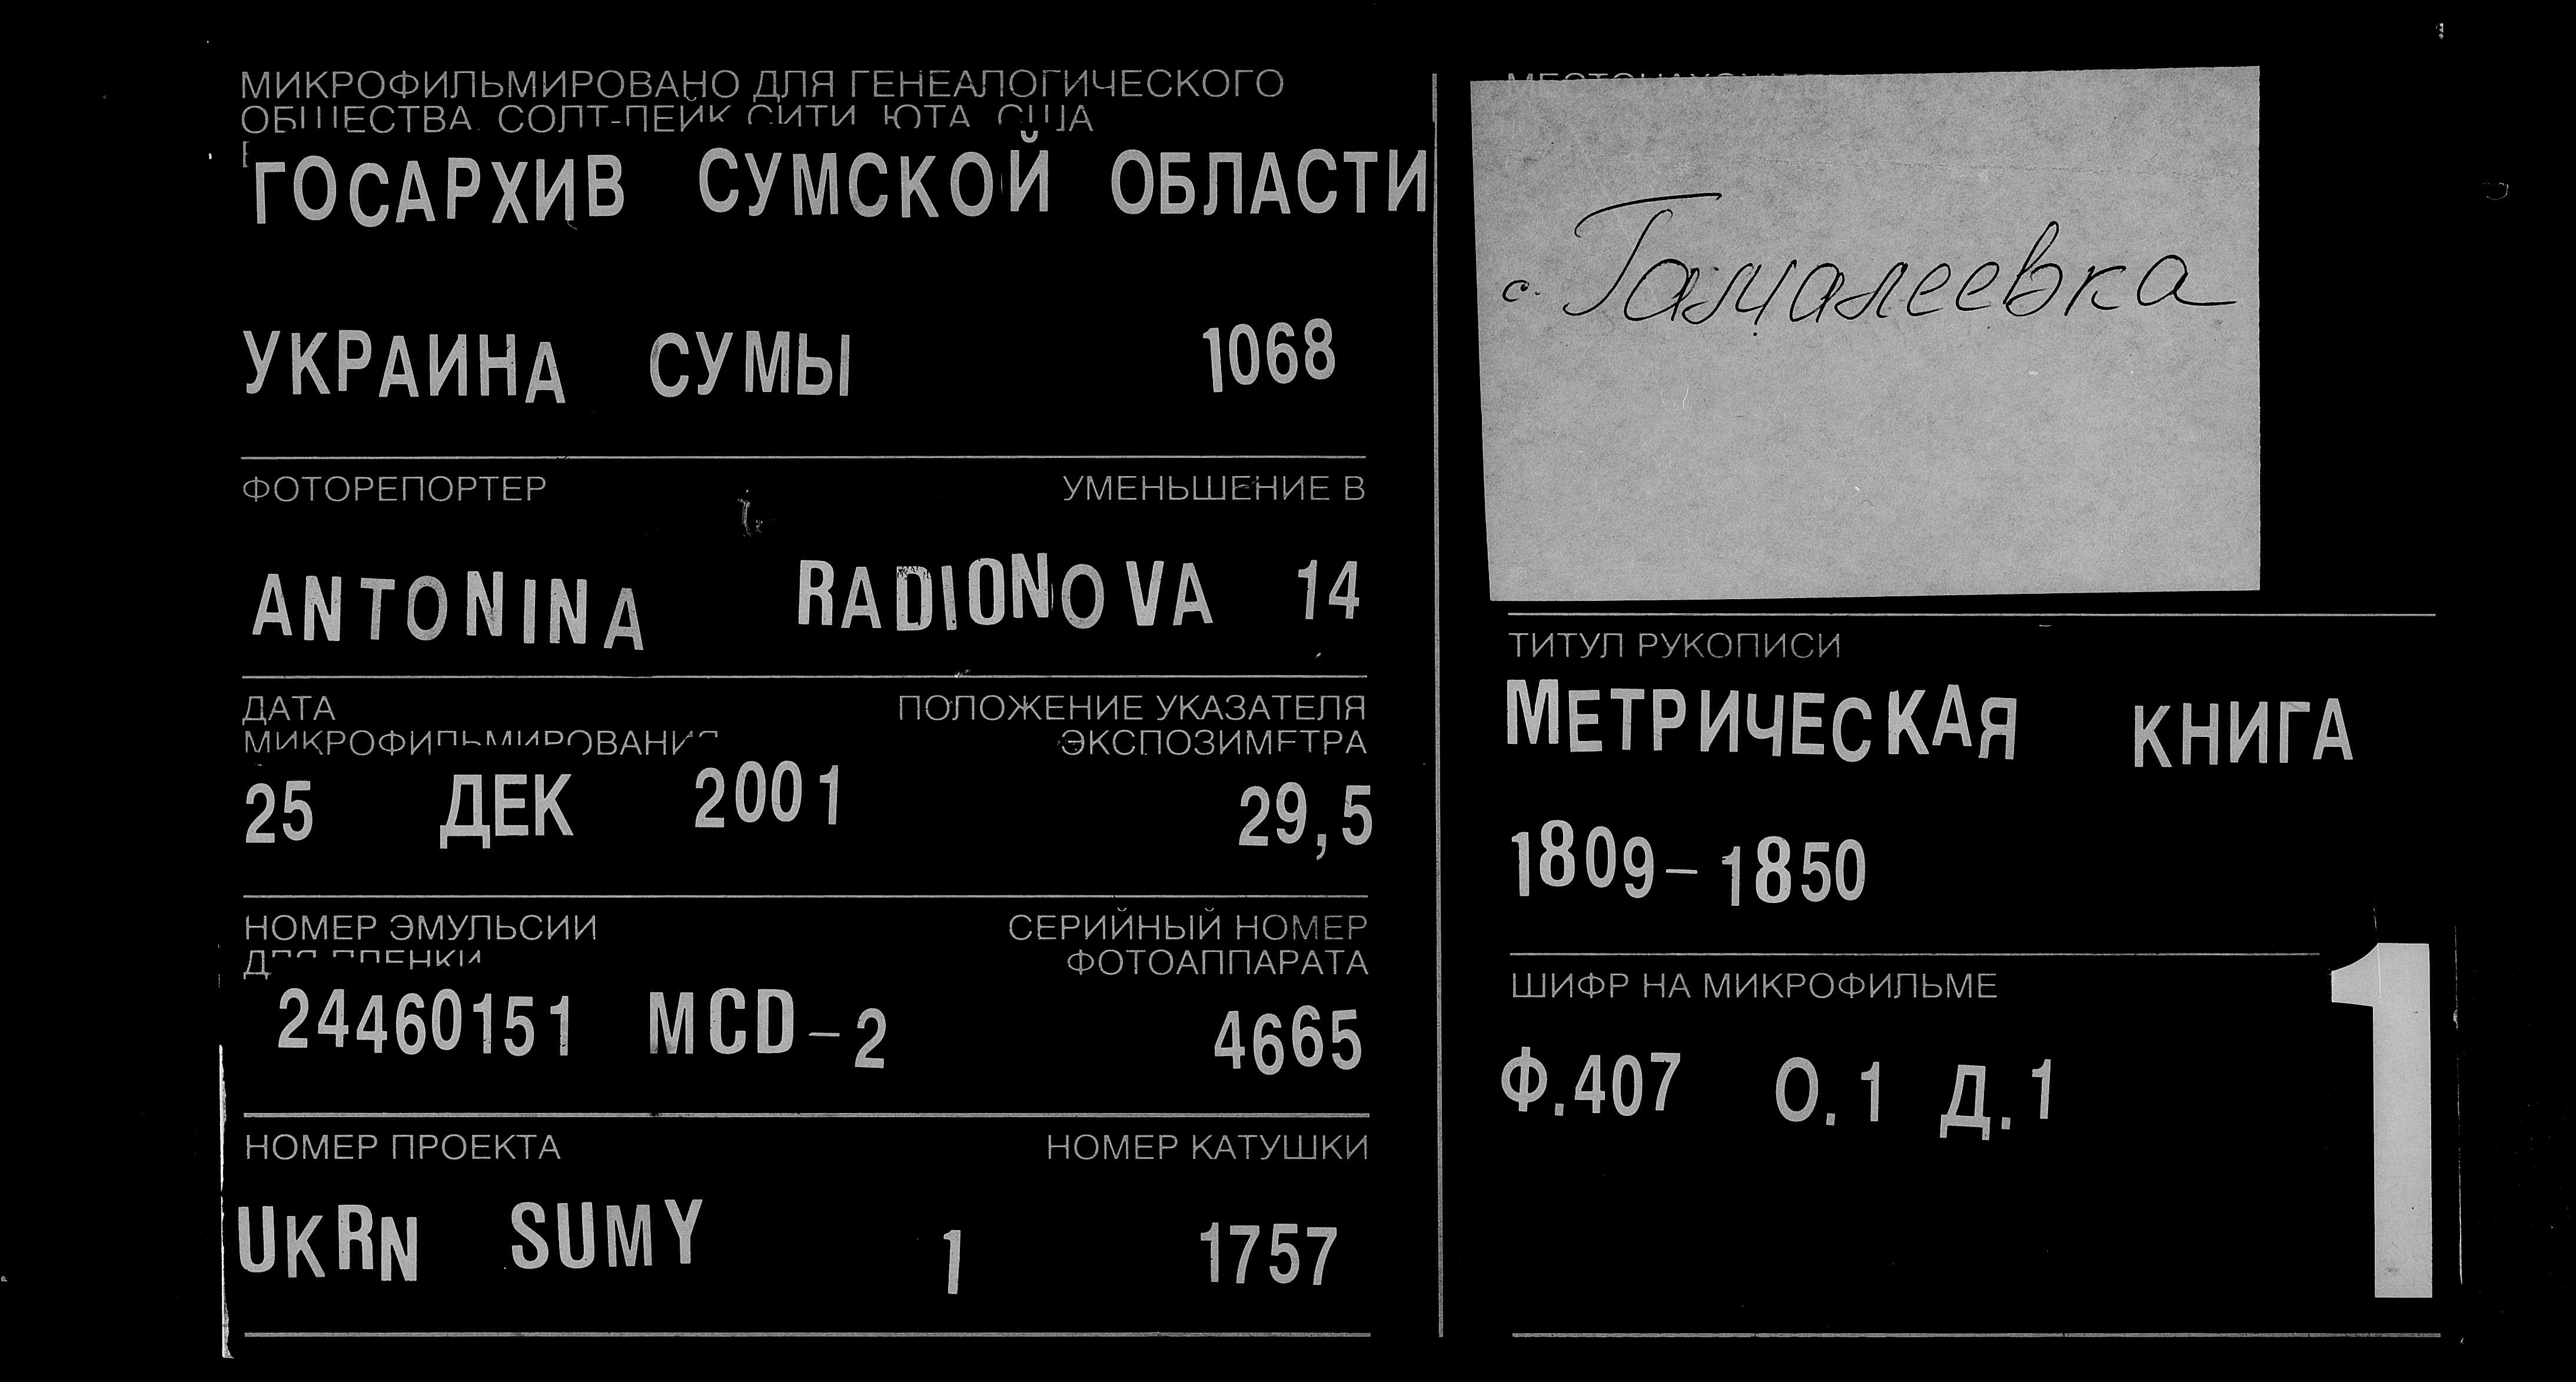 МИКРОФИЛЬМИРОВАНО ДЛЯ ГЕНЕАЛОГИЧЕСКОГО
ОБЩЕСТВА, СОЛТ-ЛЕЙК СИТИ, ЮТА, США
ГОСАРХИВ СУМСКОЙ ОБЛАСТИ
УКРАИНА СУМЫ 1068
ФОТОРЕПОРТЕР УМЕНЬШЕНИЕ В
ANTONINA RADIONOVA 14
ДАТА ПОЛОЖЕНИЕ УКАЗАТЕЛЯ
МИКРОФИЛЬМИРОВАНИЯ ЭКСПОЗИМЕТРА
25 ДЕК 2001 29,5
НОМЕР ЭМУЛЬСИИ СЕРИЙНЫЙ НОМЕР
ДЛЯ ПЛЕНКИ ФОТОАППАРАТА
24460151 MCD-2 4665
НОМЕР ПРОЕКТА НОМЕР КАТУШКИ
UKRN SUMY 1 1757
с. Гамалеевка
ТИТУЛ РУКОПИСИ
МЕТРИЧЕСКАЯ КНИГА
1809-1850
ШИФР НА МИКРОФИЛЬМЕ
Ф.407 О.1 Д.1
1